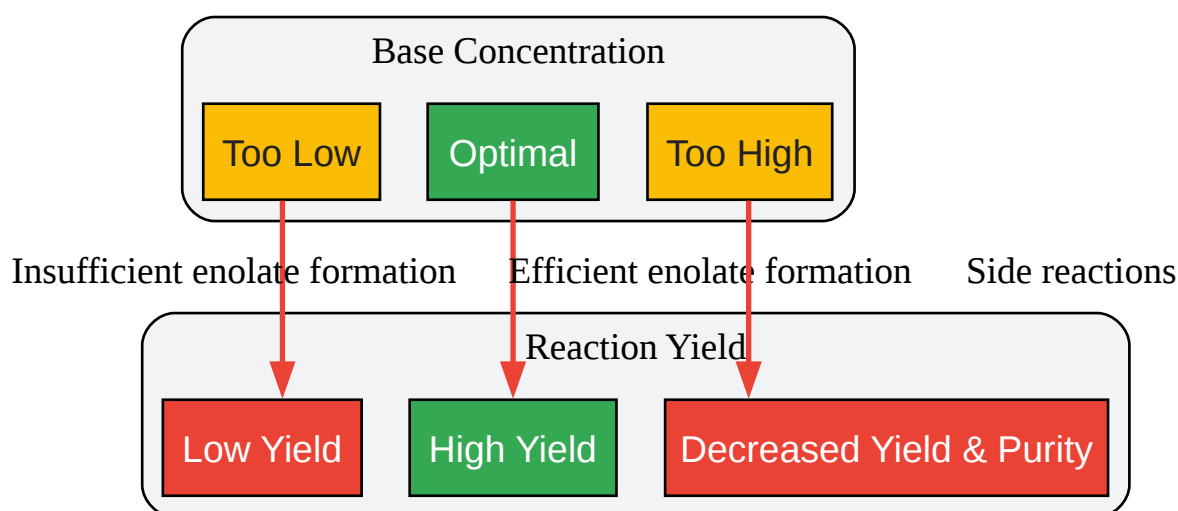 Base Concentration
Too Low Optimal Too High
Insufficient enolate formation Efficient enolate formation Side reactions
Reaction Yield
Low Yield High Yield Decreased Yield & Purity